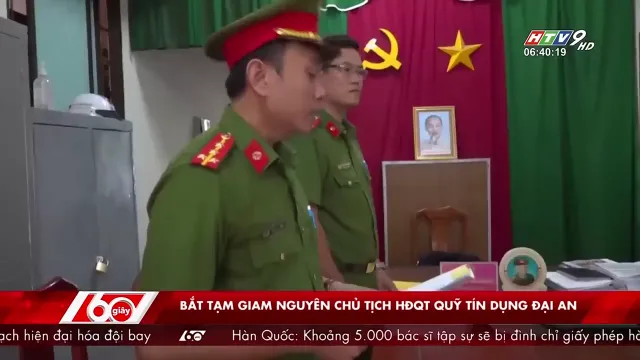 HTV9 HD
06:40:19
60 giây
BẮT TẠM GIAM NGUYÊN CHỦ TỊCH HĐQT QUỸ TÍN DỤNG ĐẠI AN
ạch hiện đại hóa đội bay 60 Hàn Quốc: Khoảng 5.000 bác sĩ tập sự sẽ bị đình chỉ giấy phép h